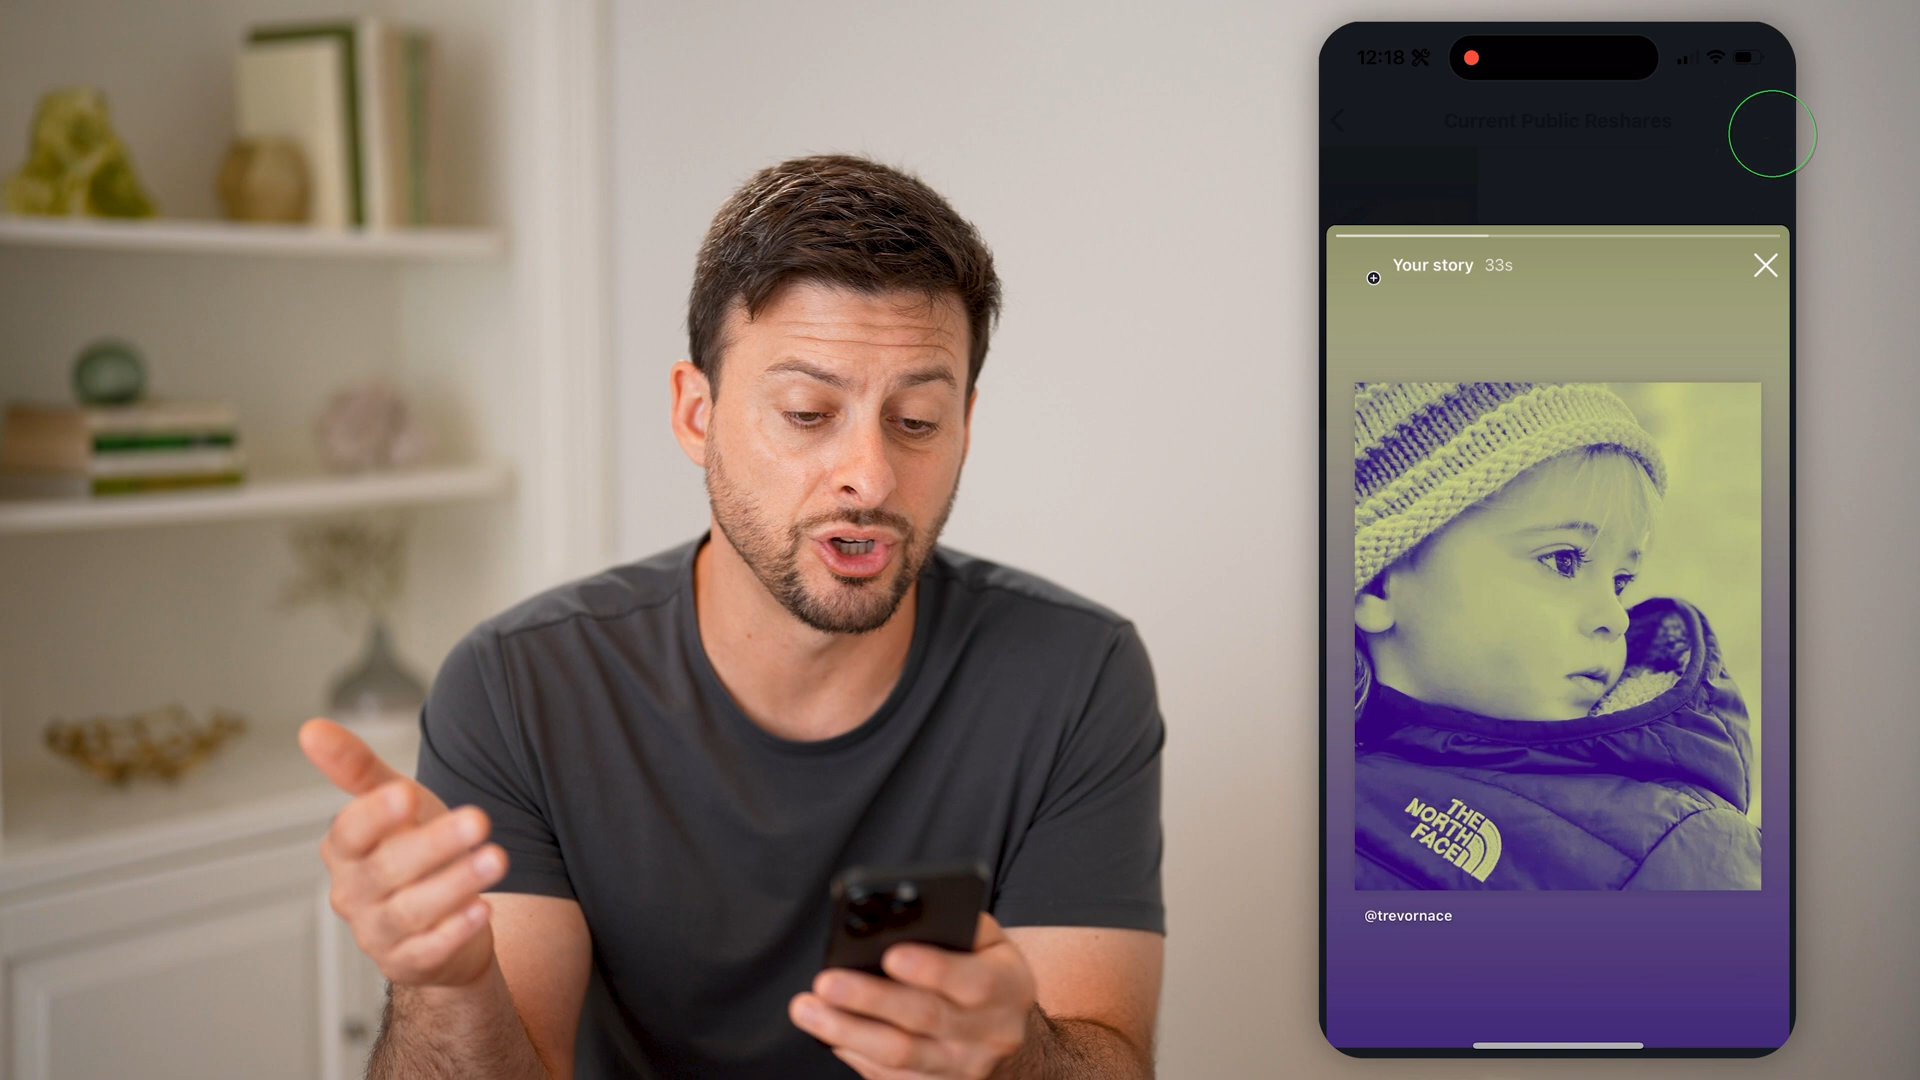 12:18
Current Public Reshares
Your story 33s
THE
NORTH
FACE
@trevornace